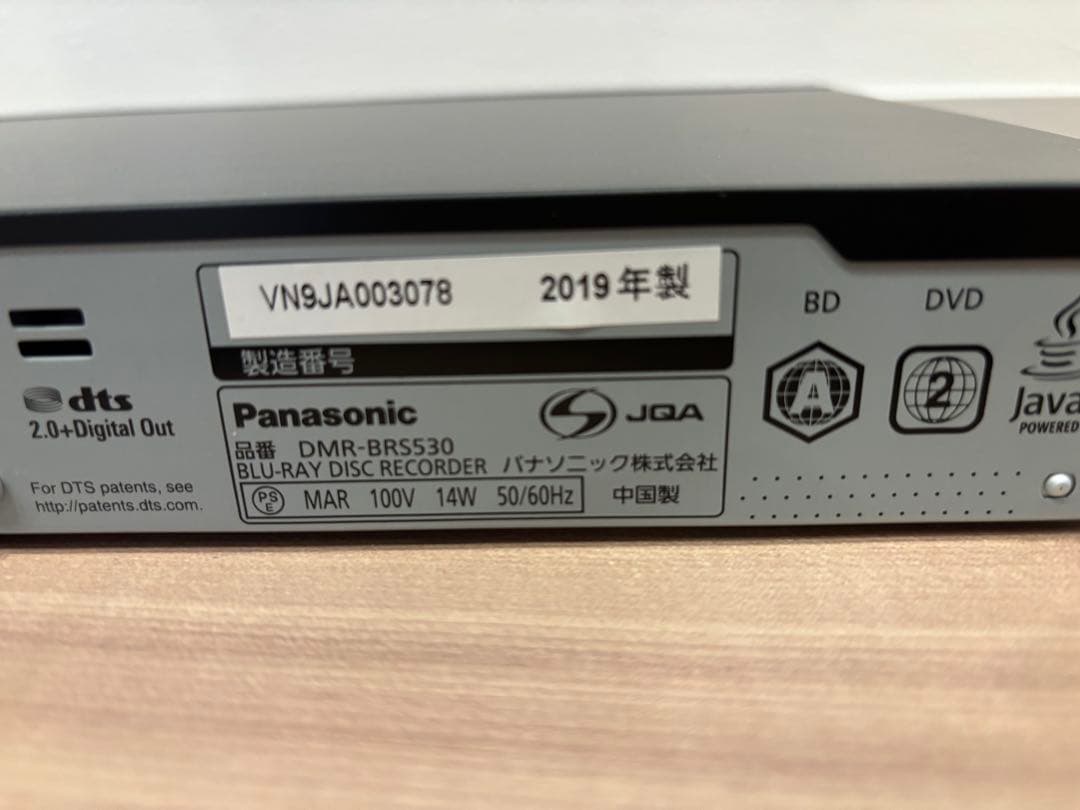 VN9JA003078 2019年製
製造番号
dts
2.0+Digital Out
For DTS patents, see
http://patents.dts.com.
Panasonic
S JQA
品番 DMR-BRS530
BLU-RAY DISC RECORDER パナソニック株式会社
PS E MAR 100V 14W 50/60Hz 中国製
BD DVD
A 2
Java
POWERED